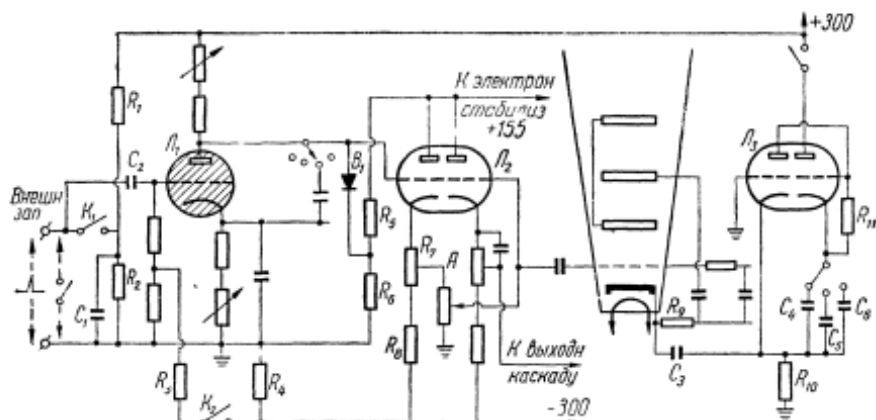 +300
К электрон
стабилиз
+155
R1
Л1
Л2
Л3
C2
B1
Внешн
зап
K1
R5
R7
A
R11
R2
C1
R6
R9
C4
C5
C6
R3
R4
R8
К выходн
каскаду
C3
R10
K2
-300